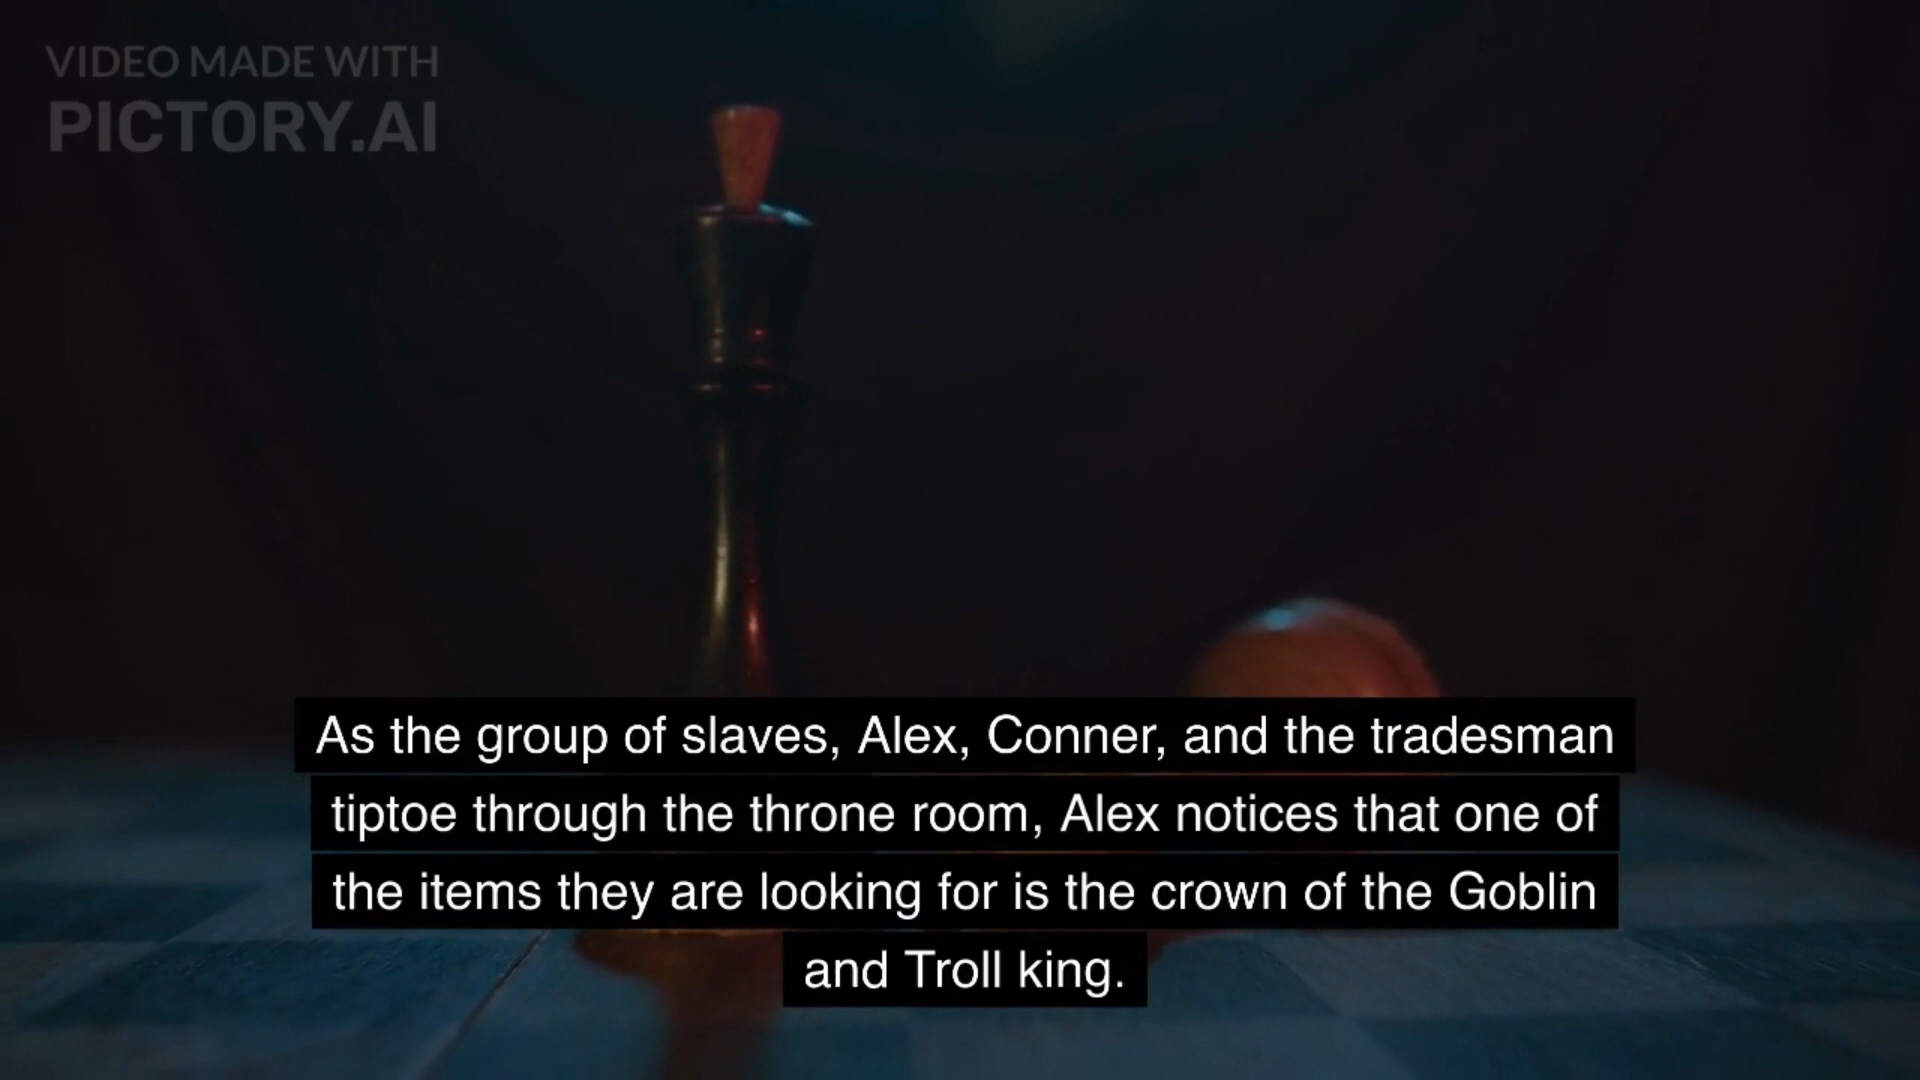 VIDEO MADE WITH
PICTORY.AI
As the group of slaves, Alex, Conner, and the tradesman
tiptoe through the throne room, Alex notices that one of
the items they are looking for is the crown of the Goblin
and Troll king.